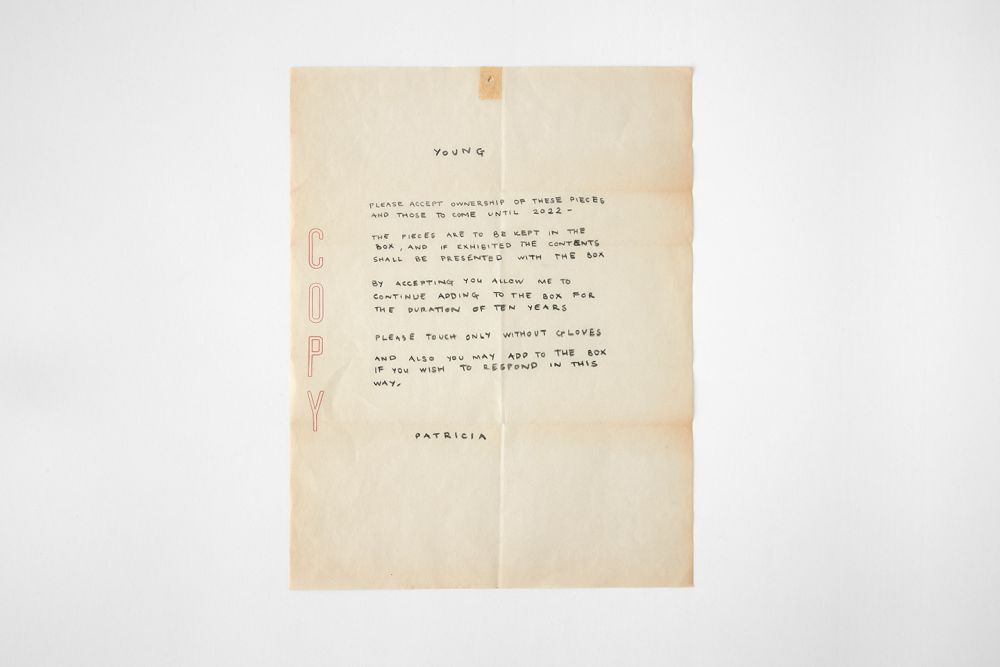 YOUNG
PLEASE ACCEPT OWNERSHIP OF THESE PIECES
AND THOSE TO COME UNTIL 2022 –
THE PIECES ARE TO BE KEPT IN THE
BOX, AND IF EXHIBITED THE CONTENTS
SHALL BE PRESENTED WITH THE BOX
BY ACCEPTING YOU ALLOW ME TO
CONTINUE ADDING TO THE BOX FOR
THE DURATION OF TEN YEARS
PLEASE TOUCH ONLY WITHOUT GLOVES
AND ALSO YOU MAY ADD TO THE BOX
IF YOU WISH TO RESPOND IN THIS
WAY.
PATRICIA
COPY